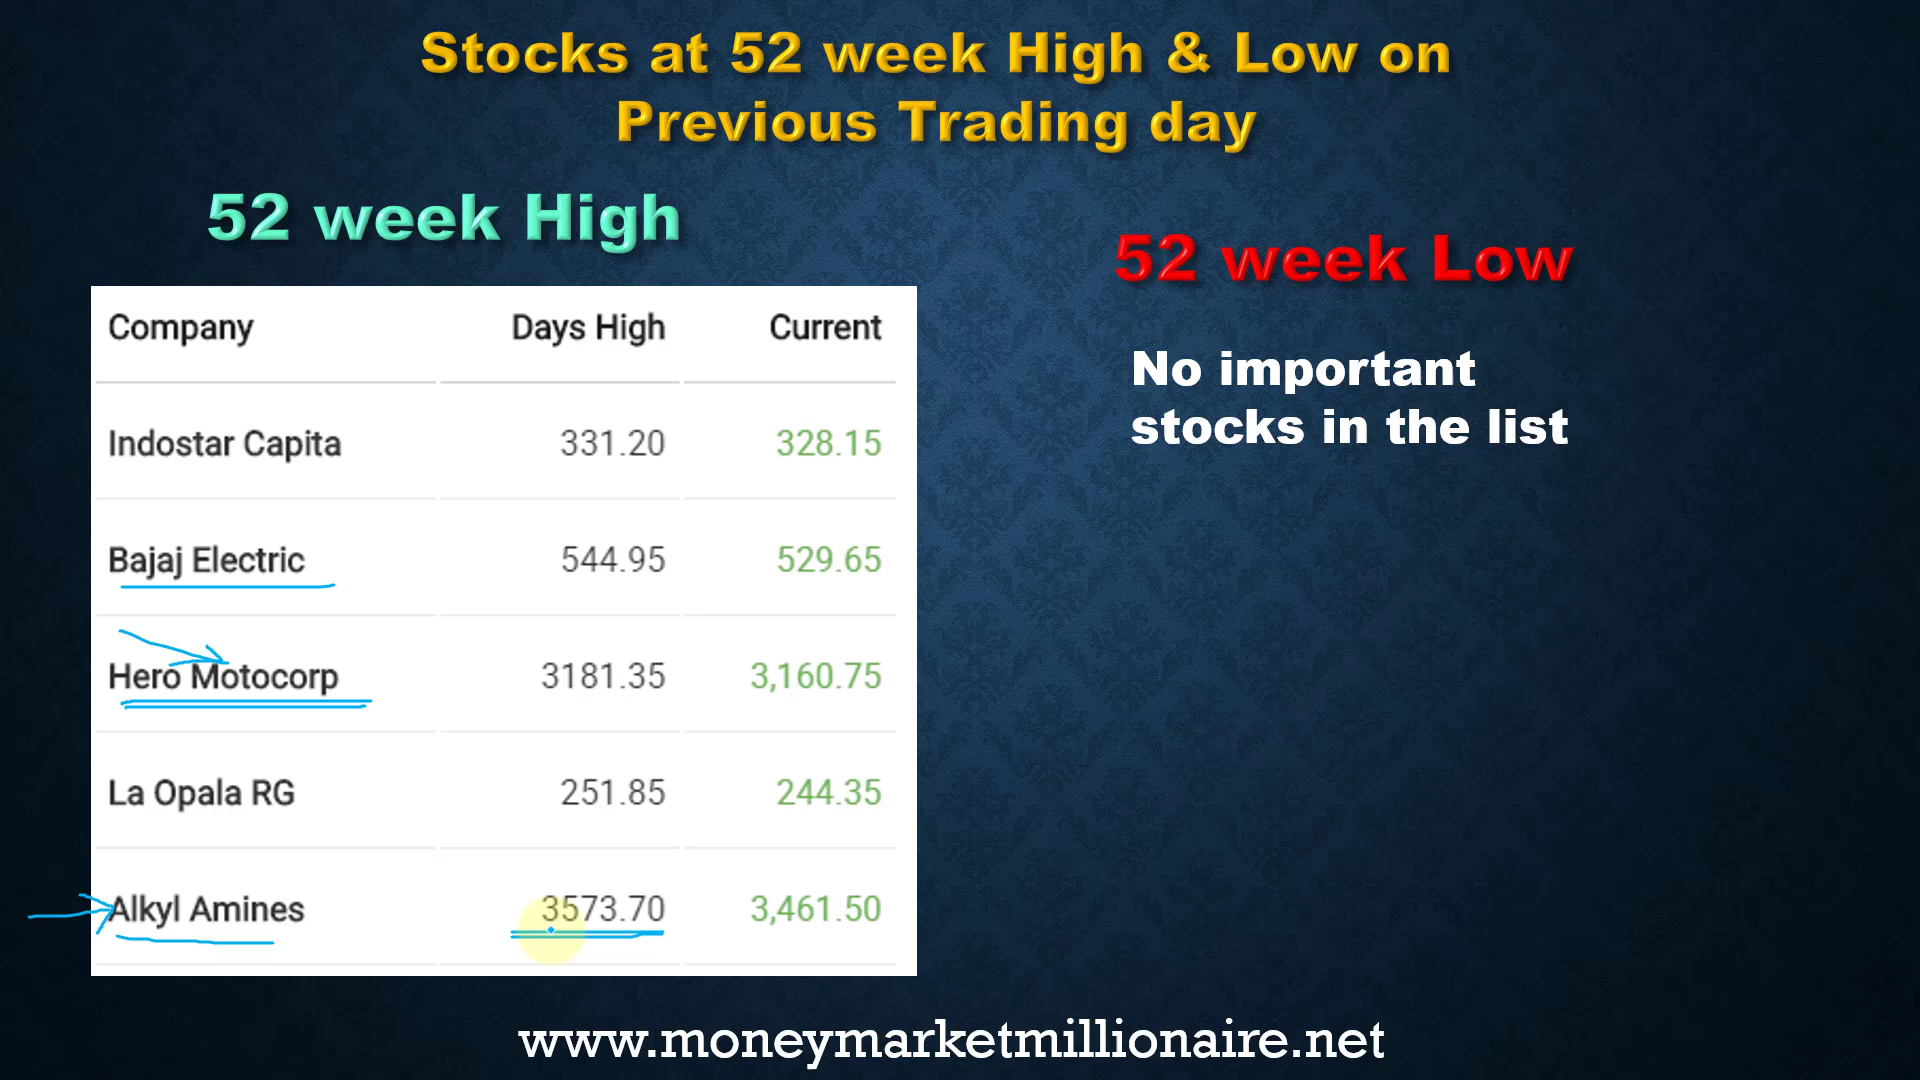 Stocks at 52 week High & Low on
Previous Trading day
52 week High
Company Days High Current
Indostar Capita 331.20 328.15
Bajaj Electric 544.95 529.65
Hero Motocorp 3181.35 3,160.75
La Opala RG 251.85 244.35
Alkyl Amines 3573.70 3,461.50
52 week Low
No important
stocks in the list
www.moneymarketmillionaire.net